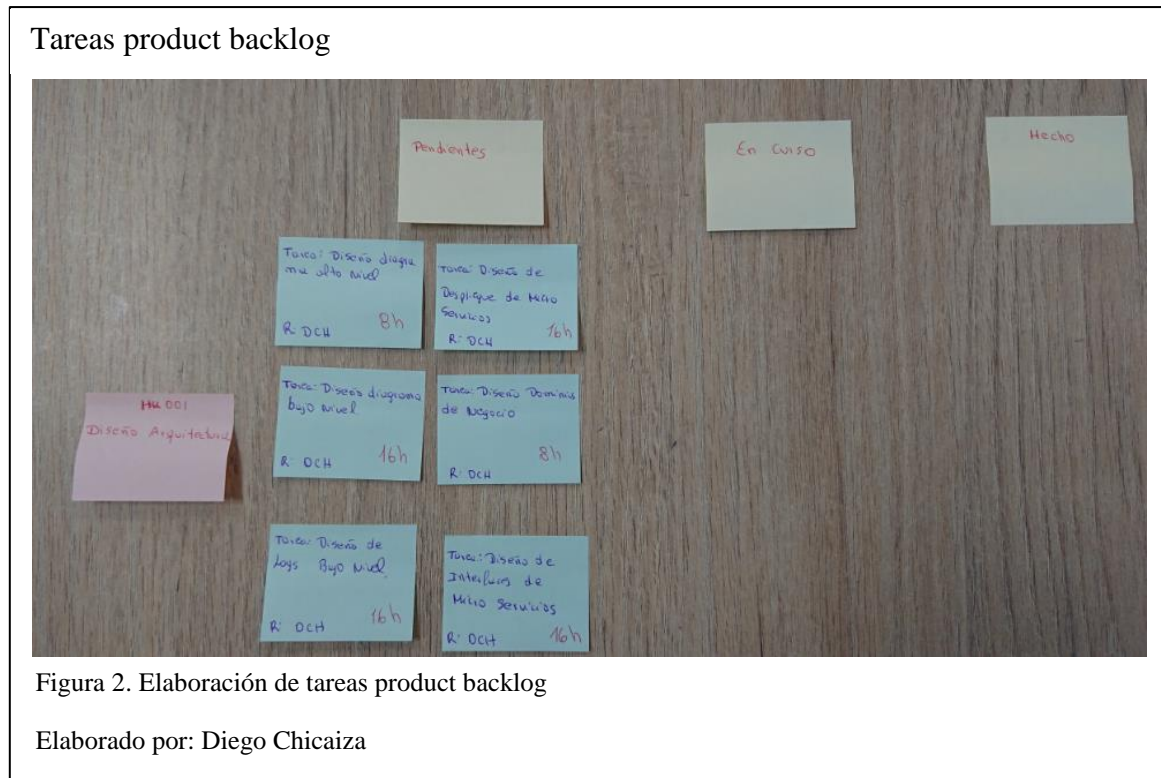 Tareas product backlog
Pendientes
En Curso
Hecho
Tarea: Diseño diagra
ma alto nivel
R: DCH 8h
Tarea: Diseño de
Despliegue de Micro
Servicios
R: DCH 16h
HU 001
Diseño Arquitectura
Tarea: Diseño diagrama
bajo nivel
R: DCH 16h
Tarea: Diseño Dominio
de Negocio
R: DCH 8h
Tarea: Diseño de
Logs Bajo Nivel
R: DCH 16h
Tarea: Diseño de
Interfaces de
Micro Servicios
R: DCH 16h
Figura 2. Elaboración de tareas product backlog
Elaborado por: Diego Chicaiza